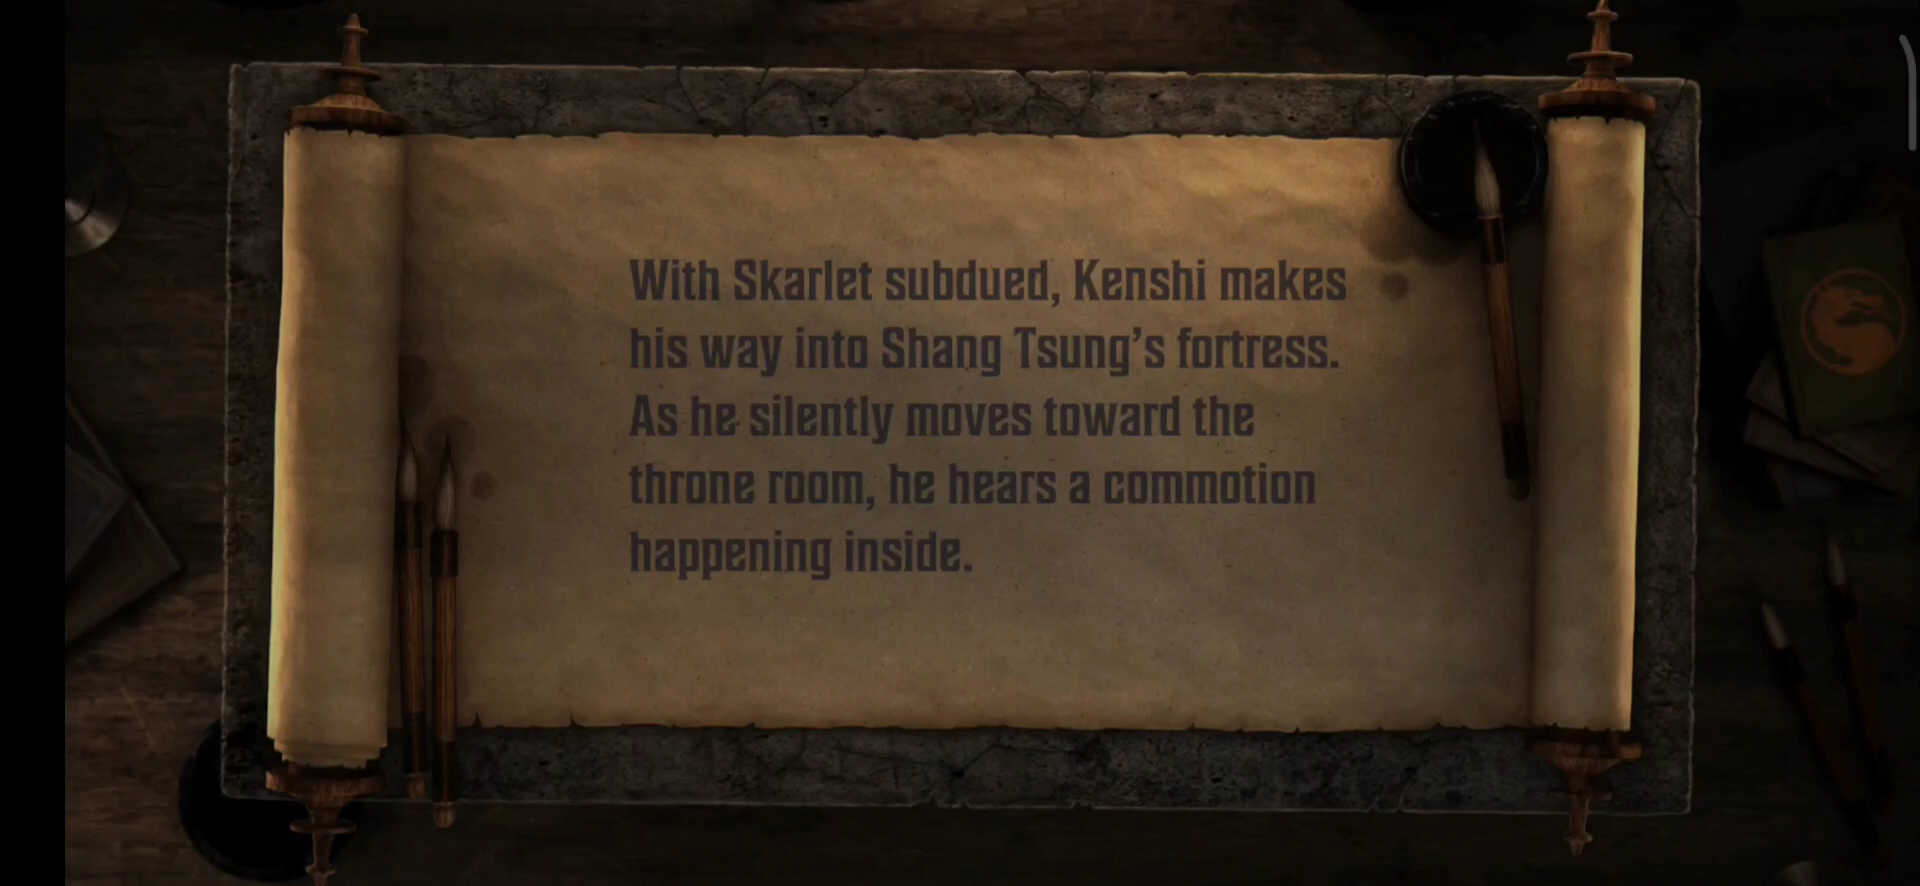 With Skarlet subdued, Kenshi makes
his way into Shang Tsung’s fortress.
As he silently moves toward the
throne room, he hears a commotion
happening inside.